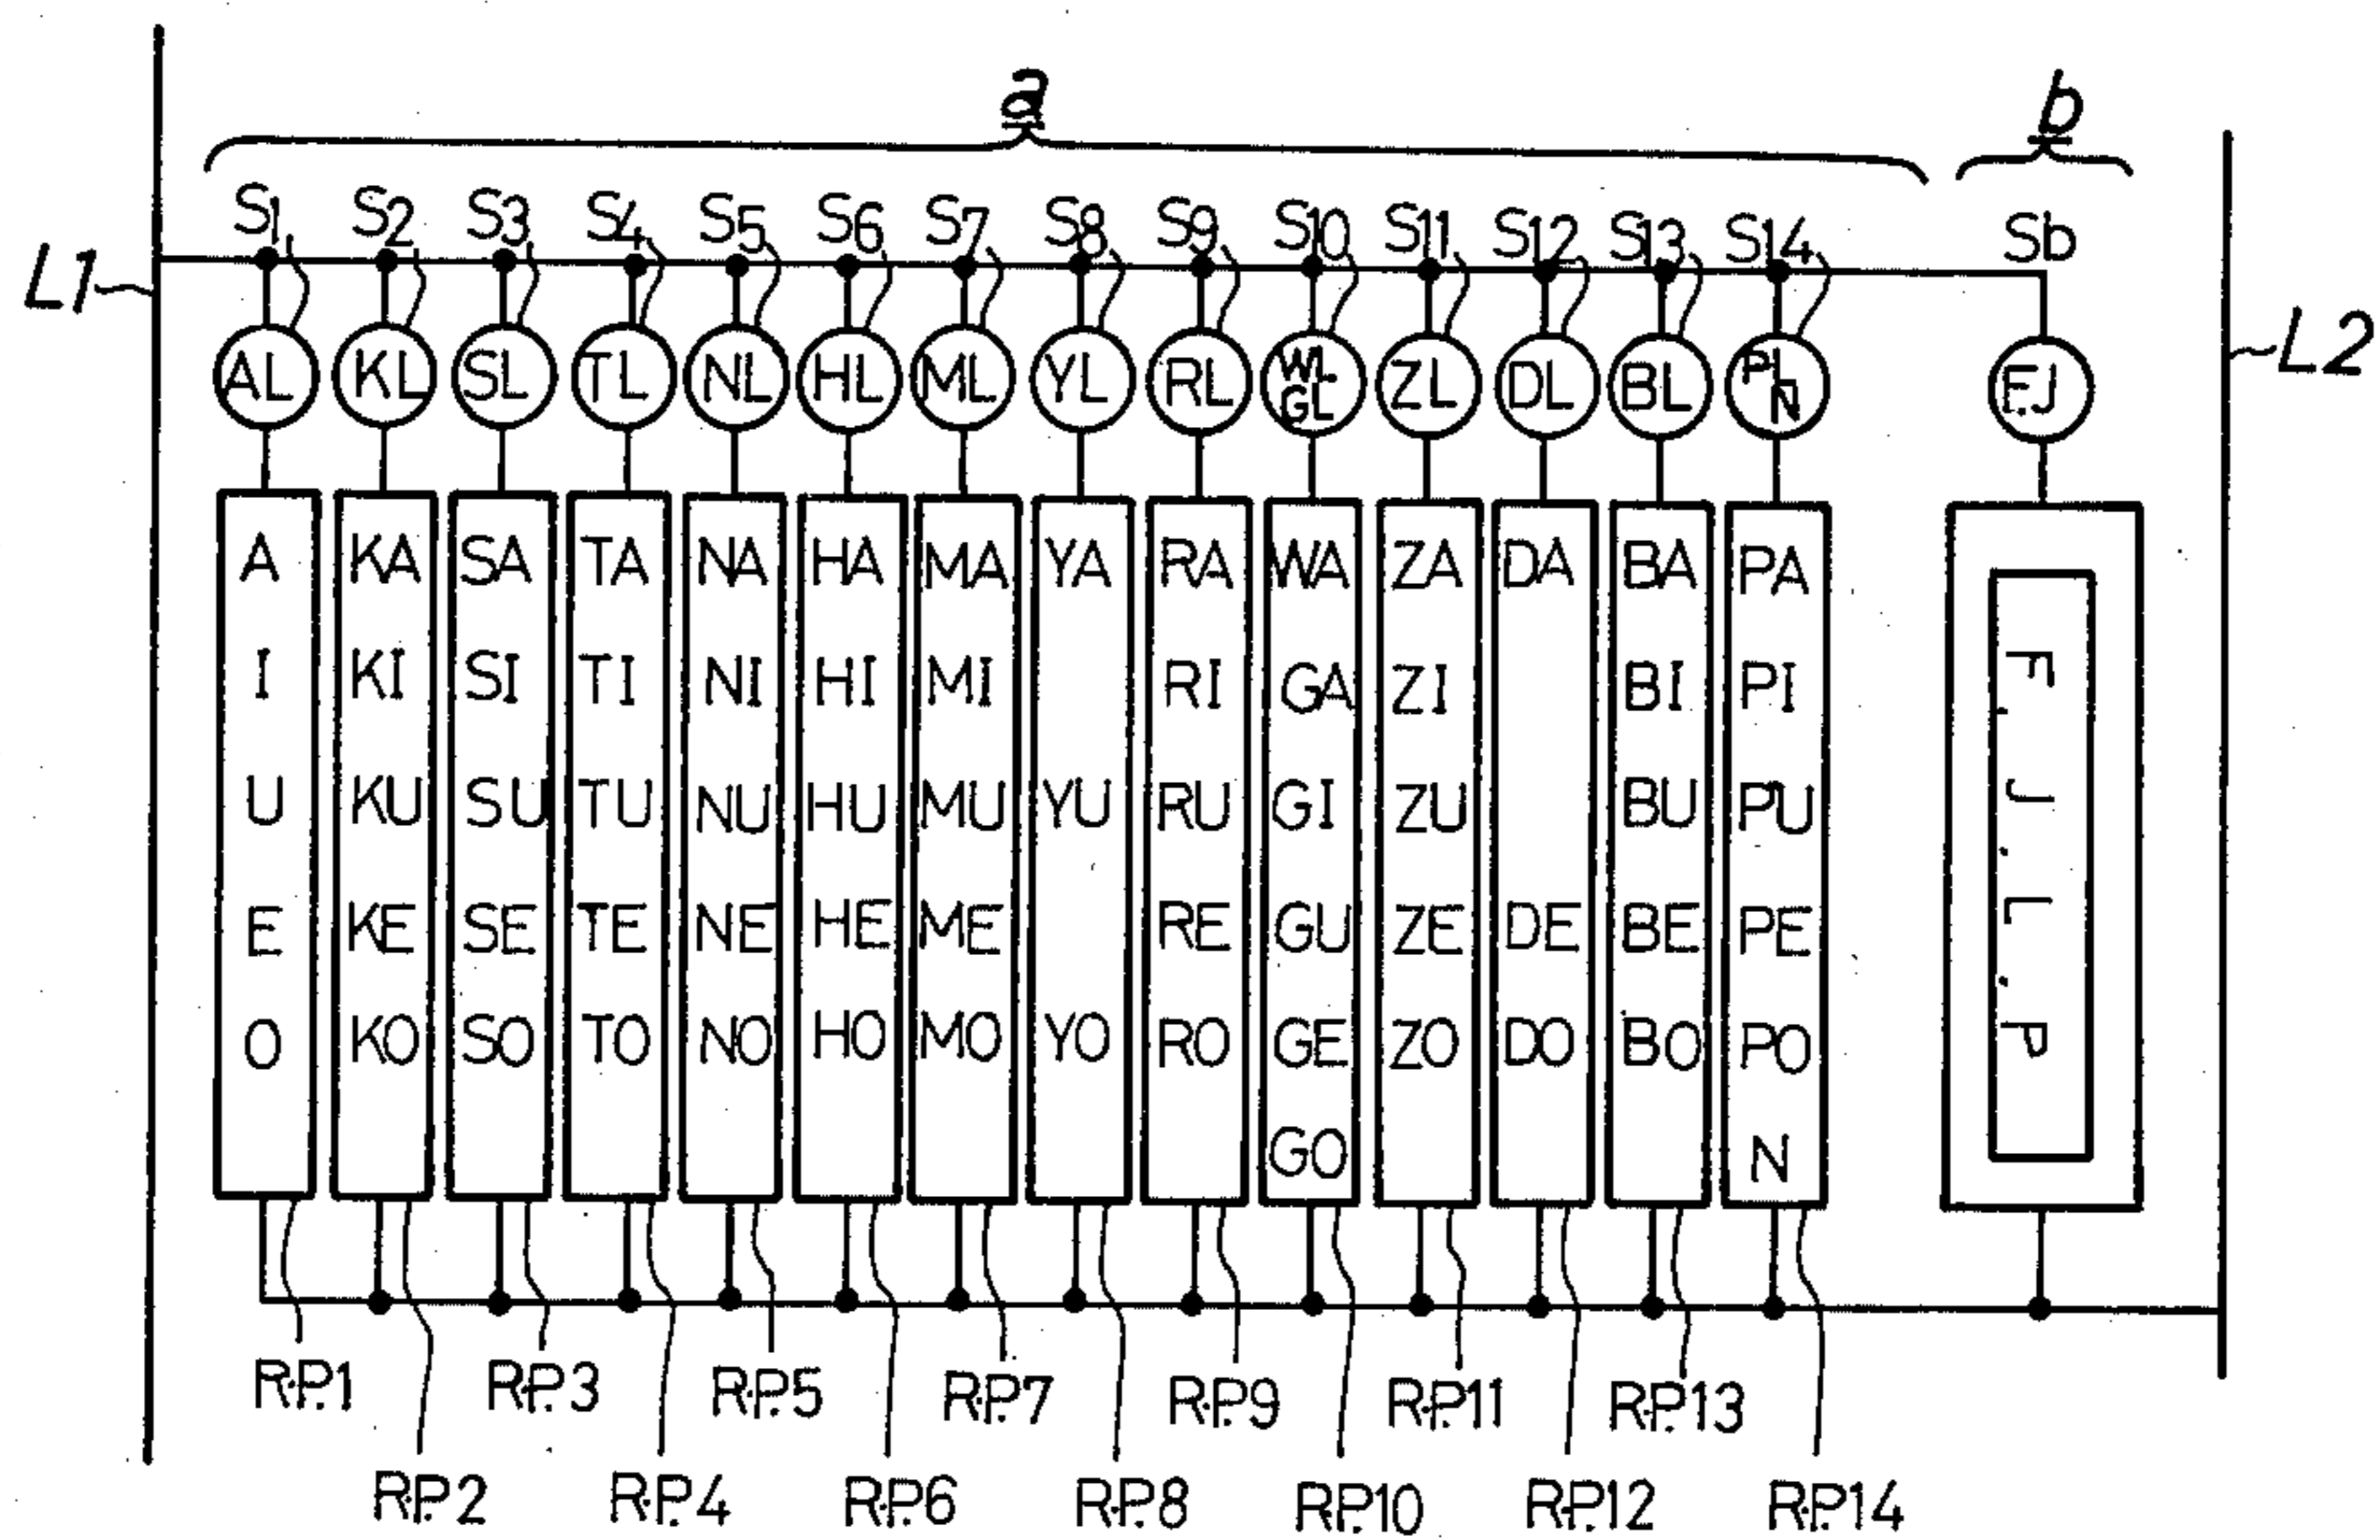 a b
S1 S2 S3 S4 S5 S6 S7 S8 S9 S10 S11 S12 S13 S14 Sb
L1 L2
AL KL SL TL NL HL ML YL RL WL GL ZL DL BL PL N F.J
A KA SA TA NA HA MA YA RA WA ZA DA BA PA
I KI SI TI NI HI MI RI GA ZI BI PI
U KU SU TU NU HU MU YU RU GI ZU BU PU
E KE SE TE NE HE ME RE GU ZE DE BE PE
O KO SO TO NO HO MO YO RO GE ZO DO BO PO
GO N
F.J.L.P
R.P.1 R.P.3 R.P.5 R.P.7 R.P.9 R.P.11 R.P.13
R.P.2 R.P.4 R.P.6 R.P.8 R.P.10 R.P.12 R.P.14